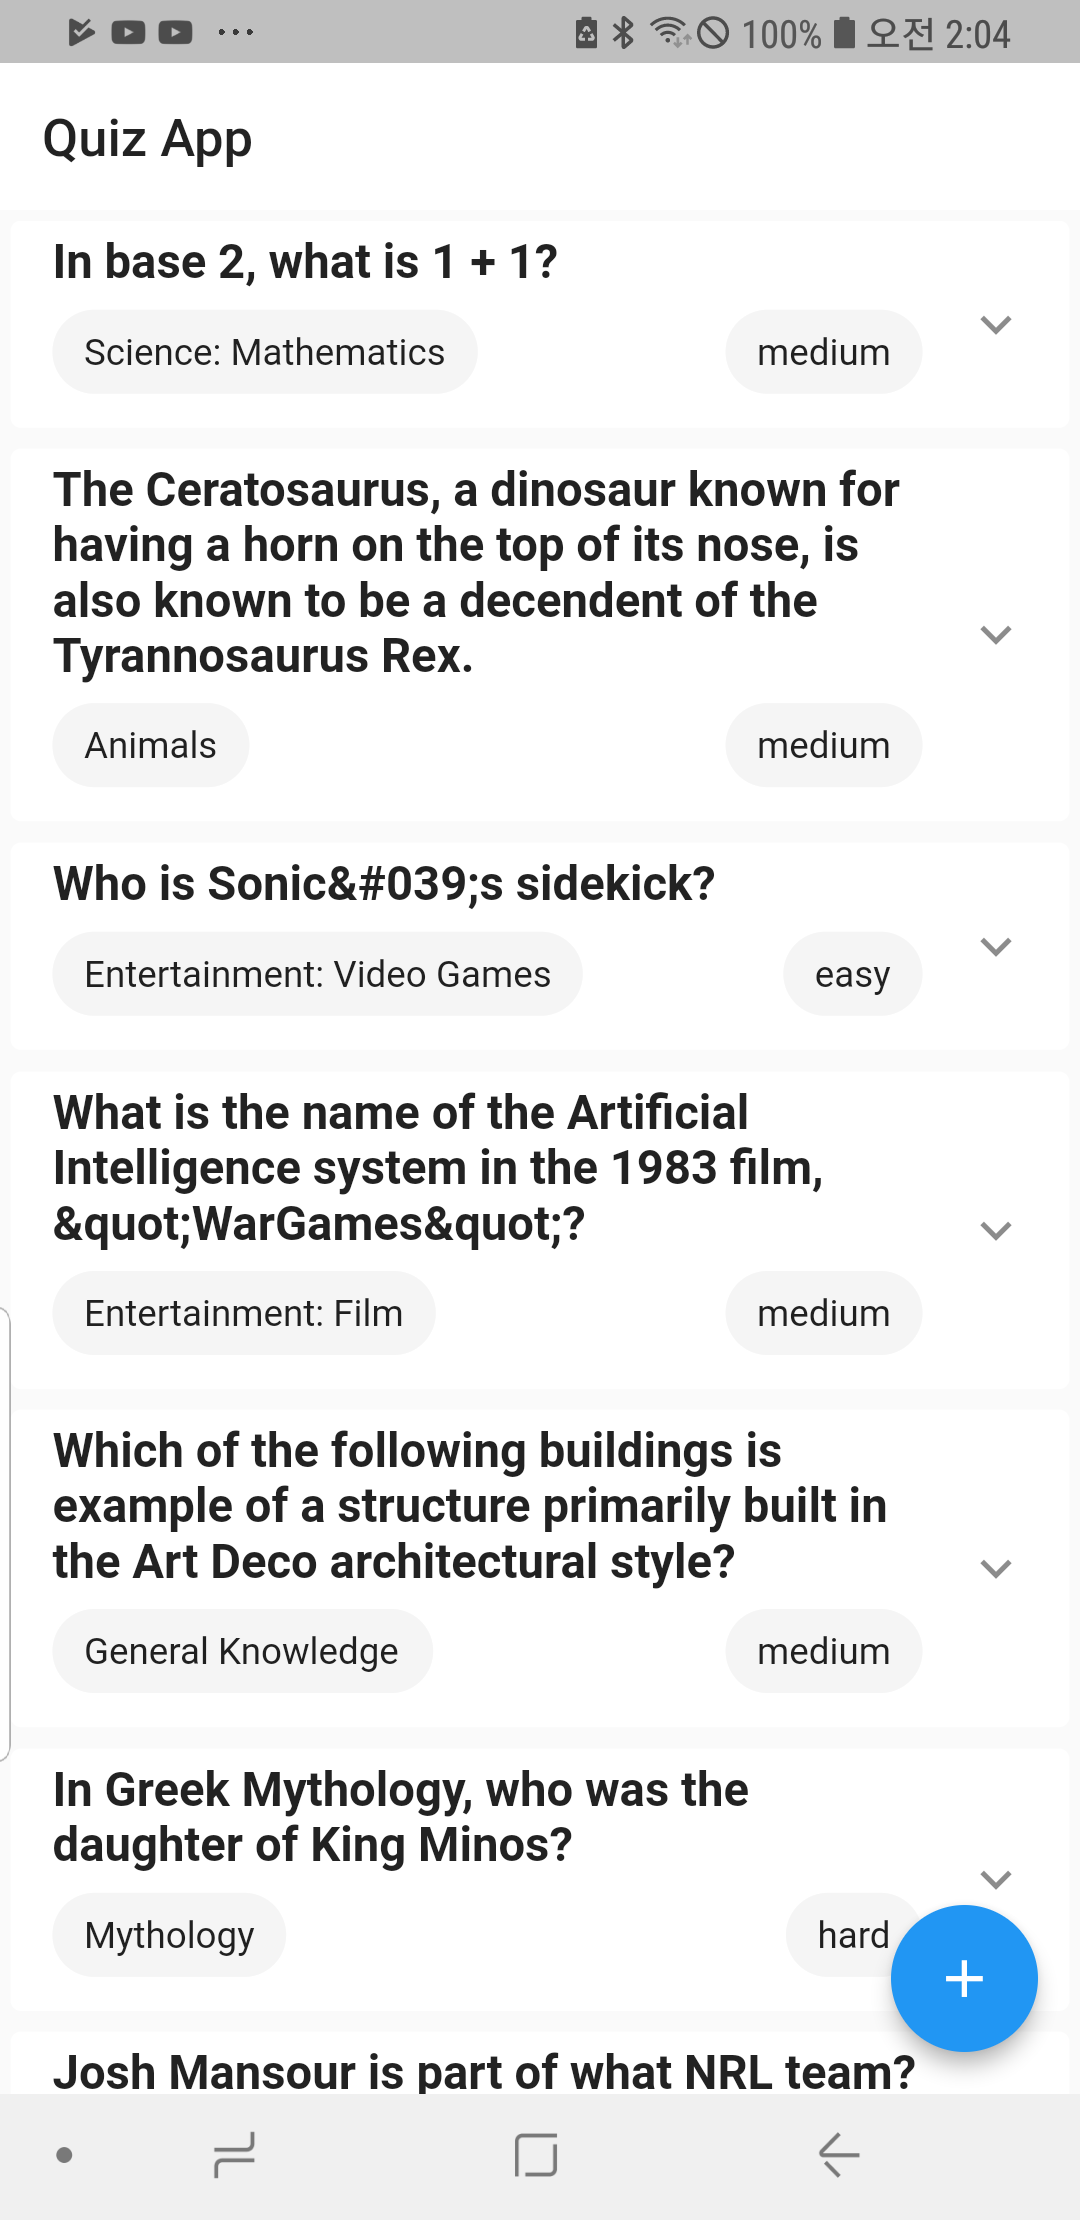 100% 오전 2:04
Quiz App
In base 2, what is 1 + 1?
Science: Mathematics medium
The Ceratosaurus, a dinosaur known for
having a horn on the top of its nose, is
also known to be a decendent of the
Tyrannosaurus Rex.
Animals medium
Who is Sonic&#039;s sidekick?
Entertainment: Video Games easy
What is the name of the Artificial
Intelligence system in the 1983 film,
&quot;WarGames&quot;?
Entertainment: Film medium
Which of the following buildings is
example of a structure primarily built in
the Art Deco architectural style?
General Knowledge medium
In Greek Mythology, who was the
daughter of King Minos?
Mythology hard
Josh Mansour is part of what NRL team?